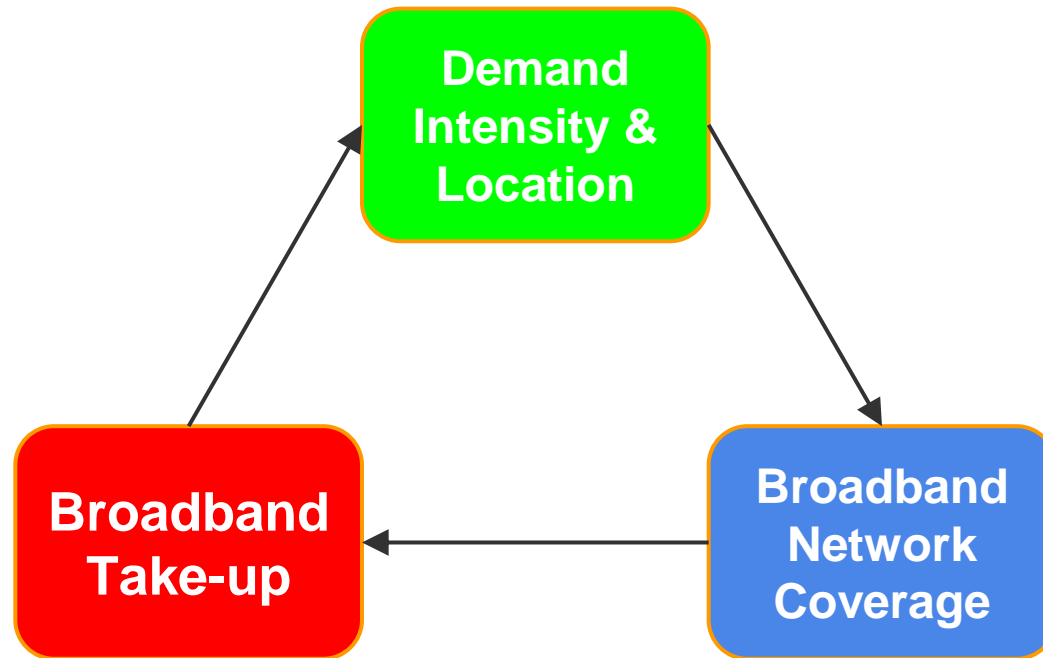 Demand
Intensity &
Location
Broadband
Take-up
Broadband
Network
Coverage